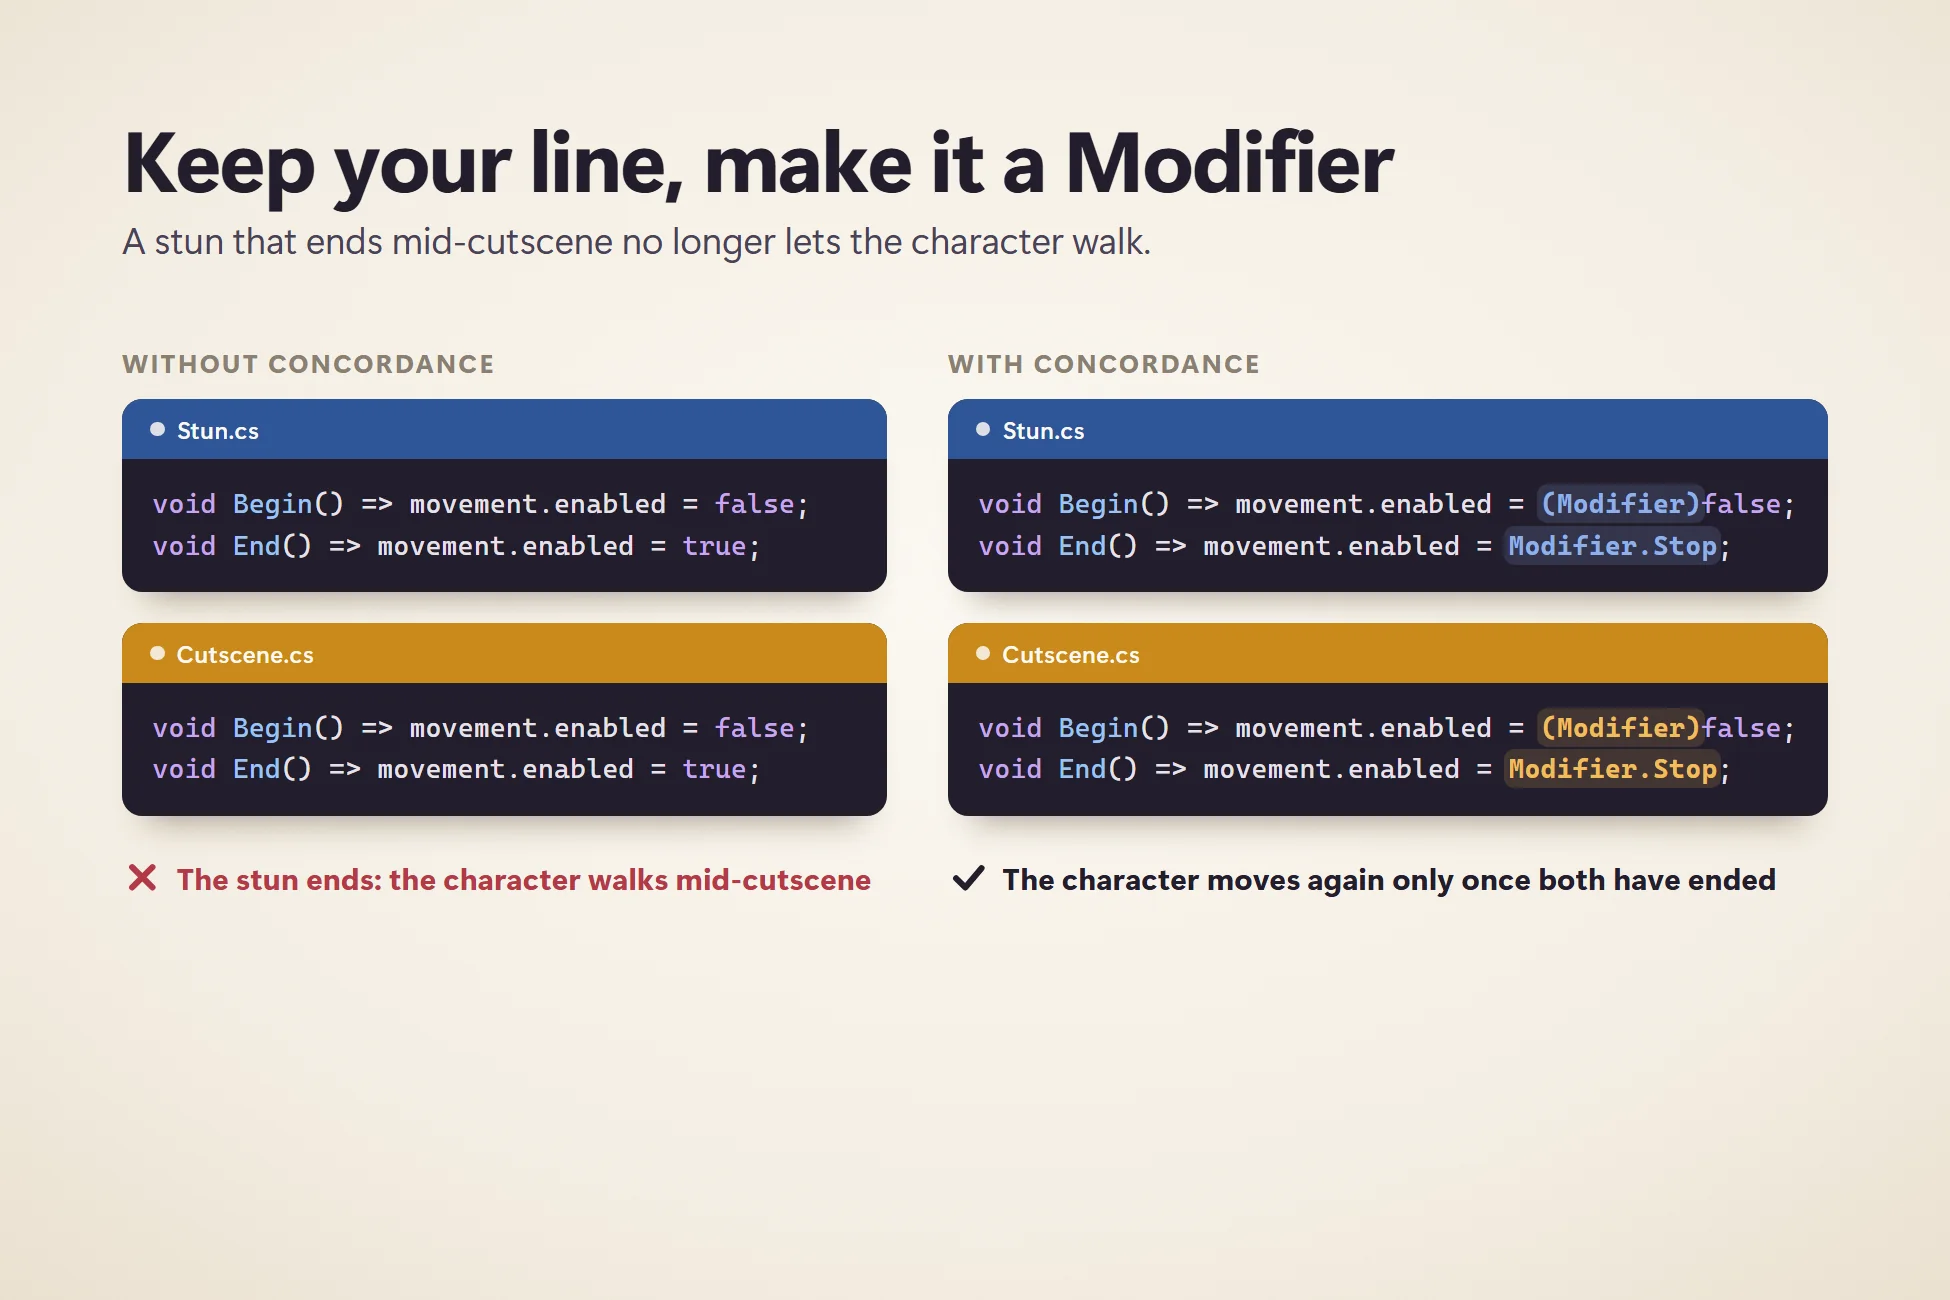 Keep your line, make it a Modifier
A stun that ends mid-cutscene no longer lets the character walk.
WITHOUT CONCORDANCE
Stun.cs
void Begin() => movement.enabled = false;
void End() => movement.enabled = true;
Cutscene.cs
void Begin() => movement.enabled = false;
void End() => movement.enabled = true;
The stun ends: the character walks mid-cutscene
WITH CONCORDANCE
Stun.cs
void Begin() => movement.enabled = (Modifier)false;
void End() => movement.enabled = Modifier.Stop;
Cutscene.cs
void Begin() => movement.enabled = (Modifier)false;
void End() => movement.enabled = Modifier.Stop;
The character moves again only once both have ended